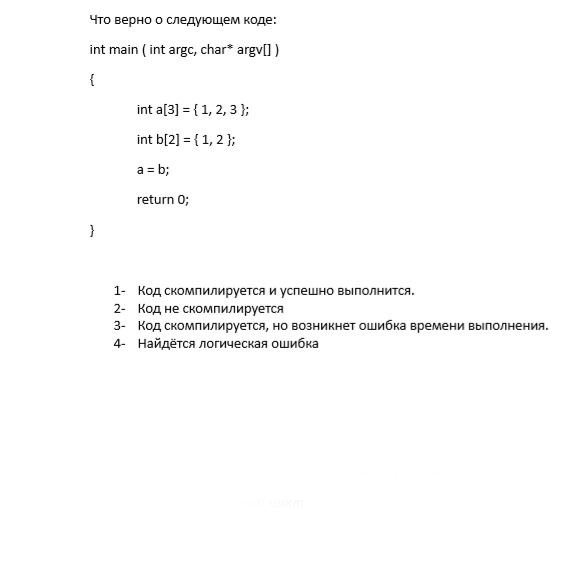 Что верно о следующем коде:
int main ( int argc, char* argv[] )
{
int a[3] = { 1, 2, 3 };
int b[2] = { 1, 2 };
a = b;
return 0;
}
1- Код скомпилируется и успешно выполнится.
2- Код не скомпилируется
3- Код скомпилируется, но возникнет ошибка времени выполнения.
4- Найдётся логическая ошибка